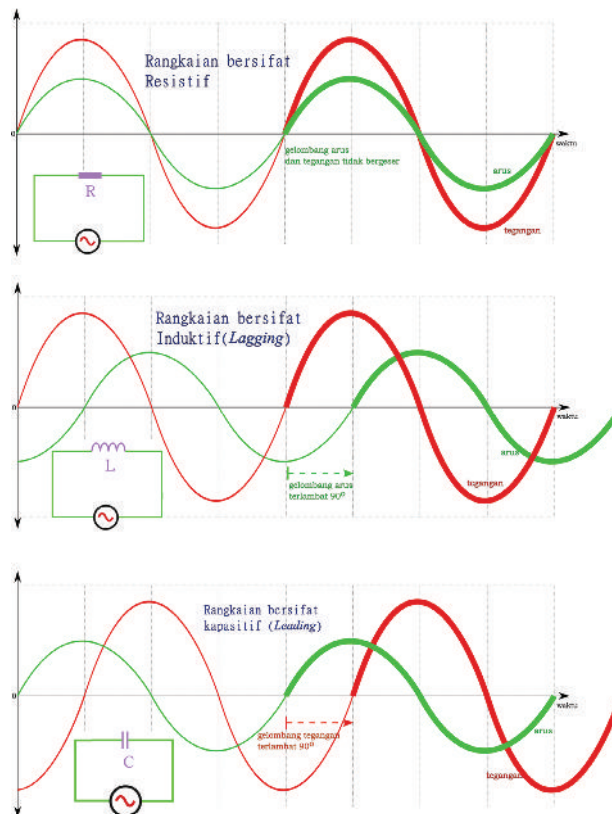 Rangkaian bersifat
Resistif
0
waktu
gelombang arus
dan tegangan tidak bergeser
arus
R
tegangan
Rangkaian bersifat
Induktif(Lagging)
0
waktu
arus
L
gelombang arus
terlambat 90⁰
tegangan
Rangkaian bersifat
kapasitif (Leading)
0
waktu
gelombang tegangan
terlambat 90⁰
arus
C
tegangan